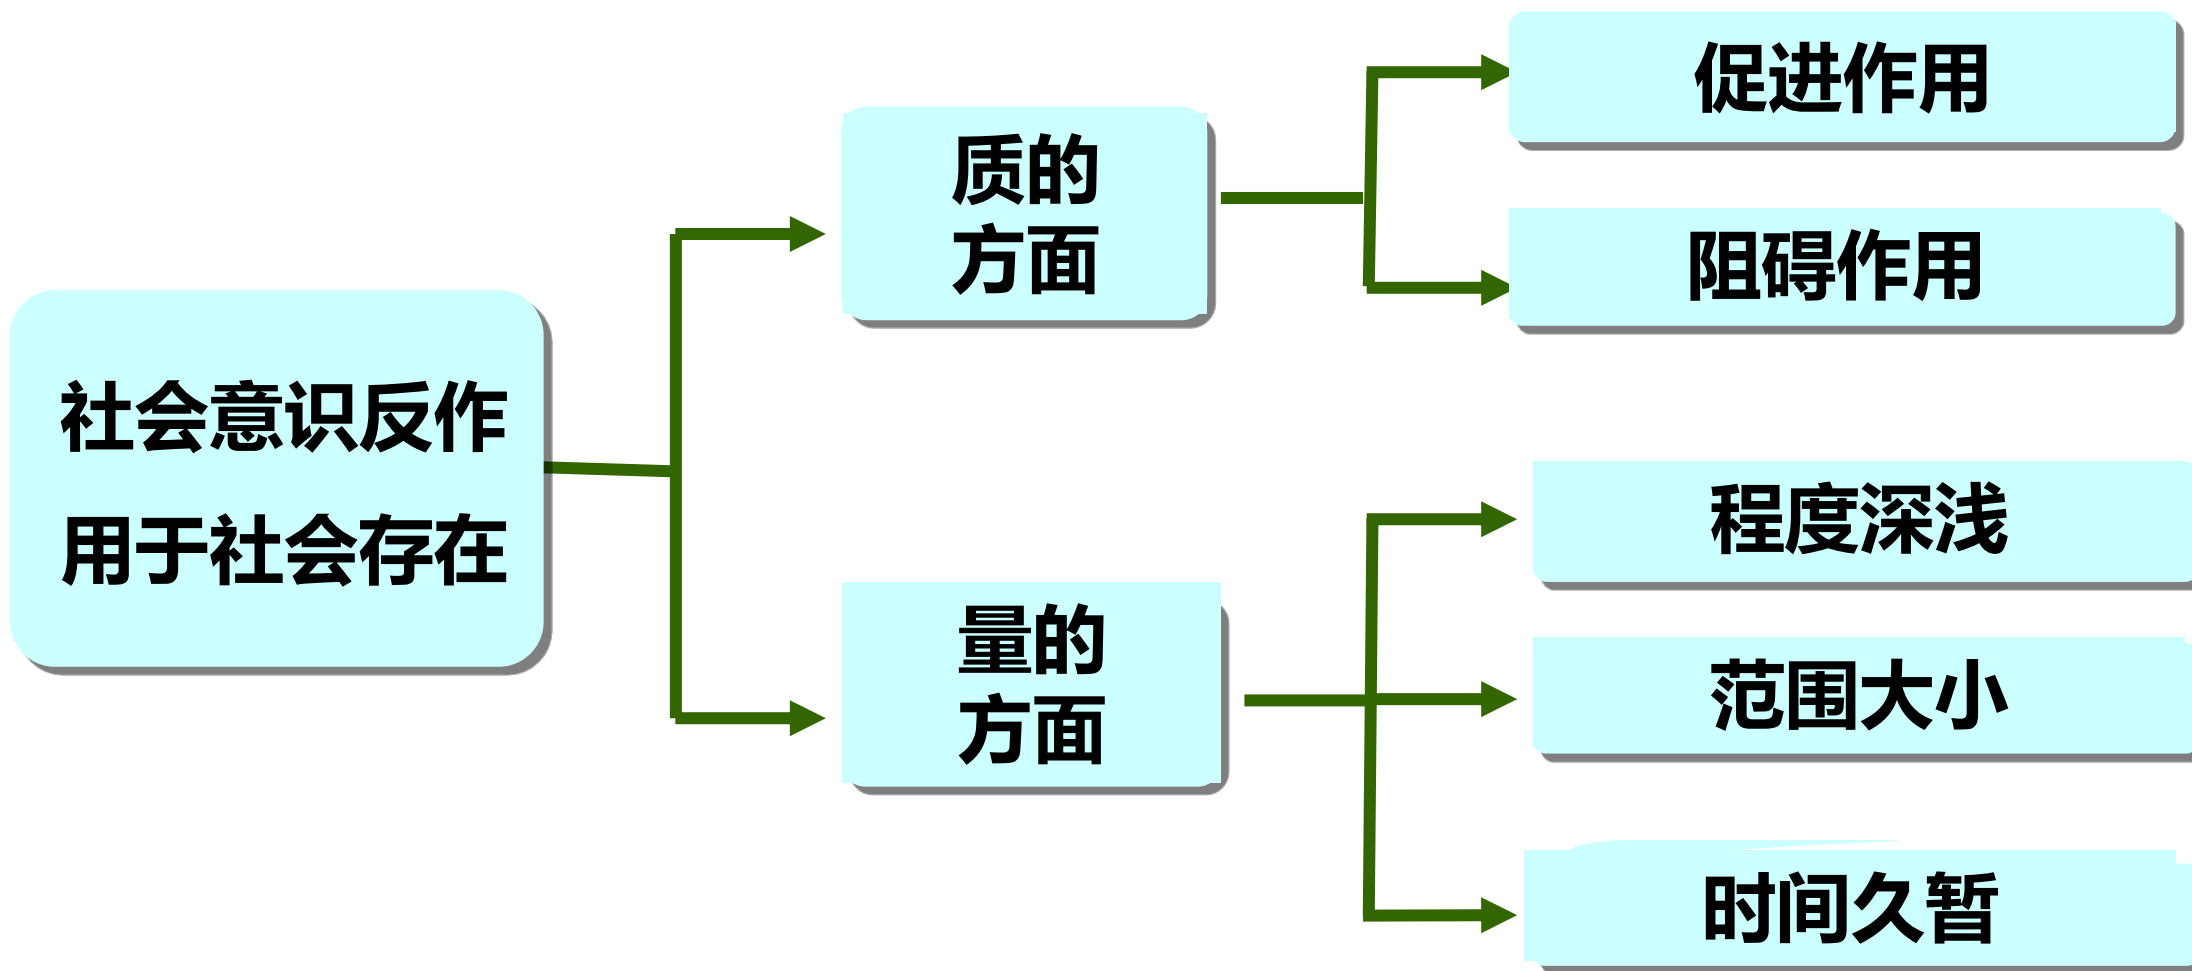 社会意识反作
用于社会存在
质的
方面
促进作用
阻碍作用
量的
方面
程度深浅
范围大小
时间久暂